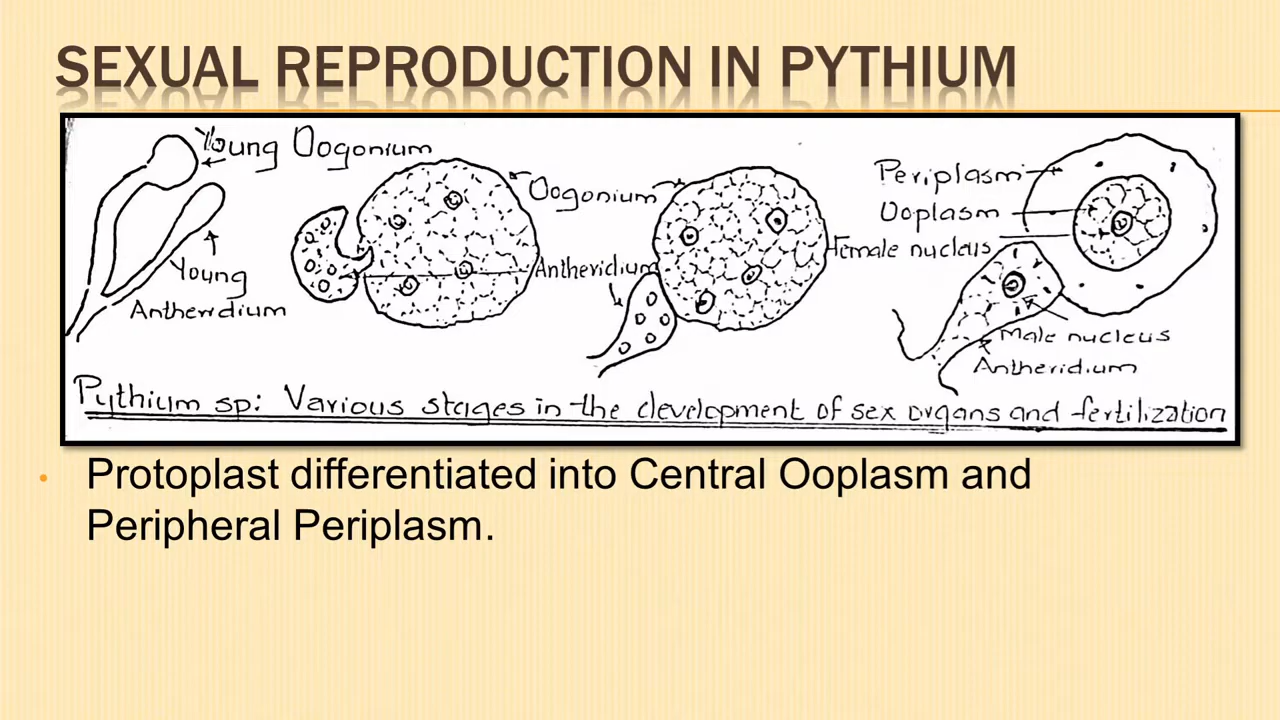 SEXUAL REPRODUCTION IN PYTHIUM
Young Oogonium
Young
Antheridium
Oogonium
Antheridium
Periplasm
Ooplasm
Female nucleus
Male nucleus
Antheridium
Pythium sp: Various stages in the development of sex organs and fertilization
• Protoplast differentiated into Central Ooplasm and
Peripheral Periplasm.